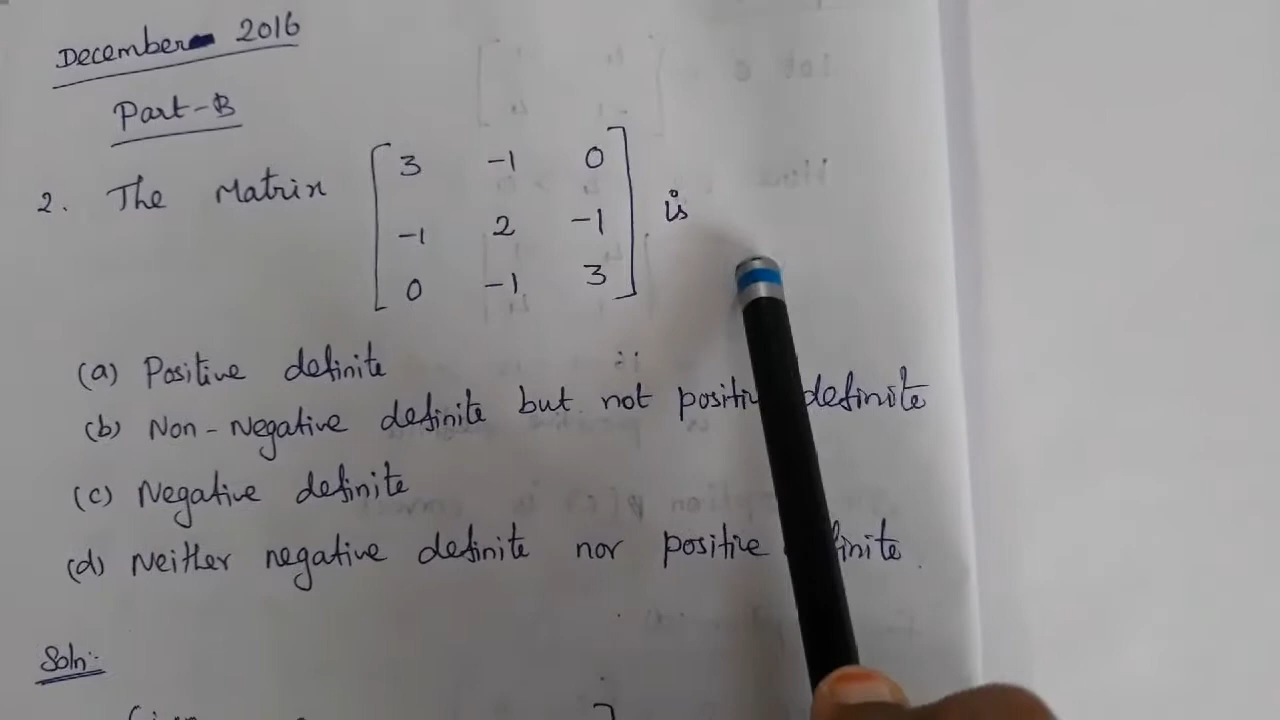 December 2016
Part-B
2. The Matrix [ 3 -1 0
-1 2 -1
0 -1 3 ] is
(a) Positive definite
(b) Non-negative definite but not definite
(c) Negative definite
(d) Neither negative definite nor positive
Soln:-